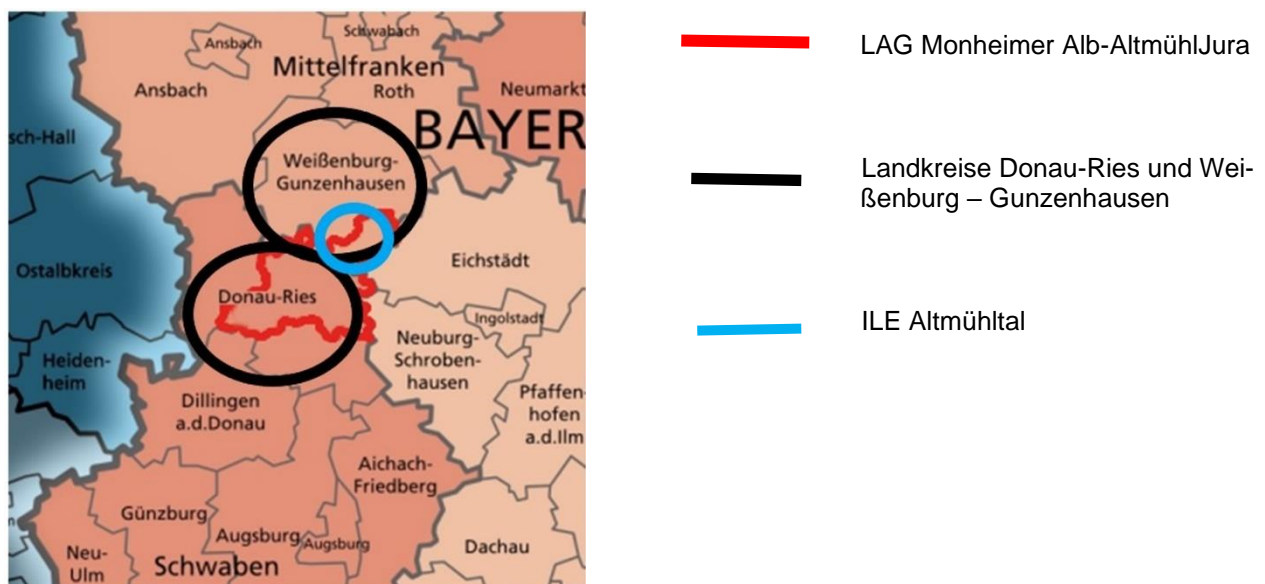 Schwabach
Ansbach
Mittelfranken
Ansbach
Roth
Neumarkt
BAYER
sch-Hall
Weißenburg-
Gunzenhausen
Ostalbkreis
Eichstädt
Donau-Ries
Ingolstadt
Neuburg-
Schroben-
hausen
Heiden-
heim
Pfaffen-
hofen
a.d.Ilm
Dillingen
a.d.Donau
Aichach-
Friedberg
Günzburg
Augsburg
Augsburg
Dachau
Neu-
Ulm
Schwaben
LAG Monheimer Alb-AltmühlJura
Landkreise Donau-Ries und Wei-
ßenburg – Gunzenhausen
ILE Altmühltal